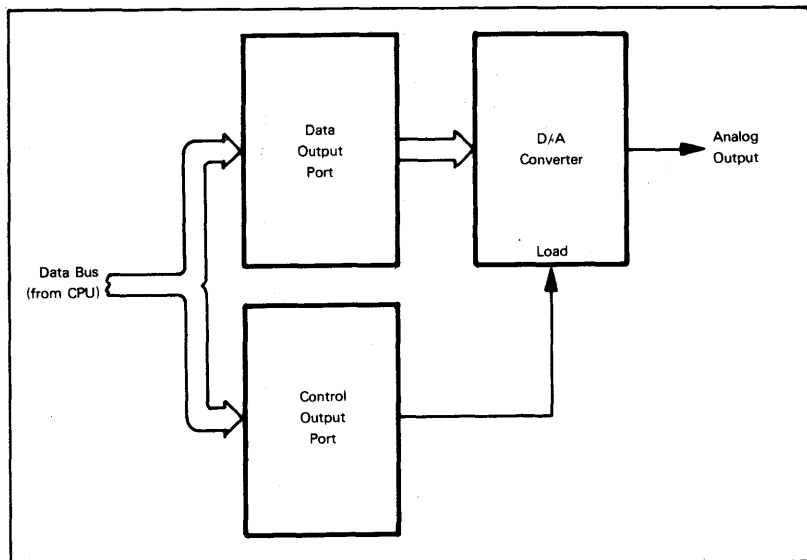 Data
Output
Port
D/A
Converter
Load
Analog
Output
Data Bus
(from CPU)
Control
Output
Port